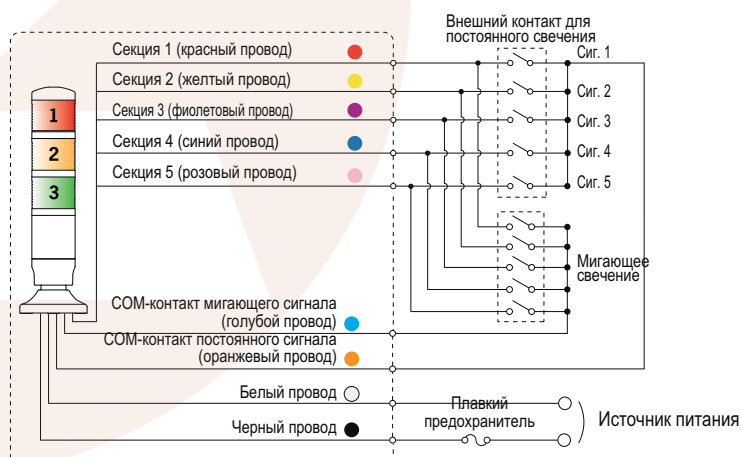 Внешний контакт для
постоянного свечения
Секция 1 (красный провод)
Сиг. 1
Секция 2 (желтый провод)
Сиг. 2
Секция 3 (фиолетовый провод)
Сиг. 3
Секция 4 (синий провод)
Сиг. 4
Секция 5 (розовый провод)
Сиг. 5
1
2
3
Мигающее
свечение
COM-контакт мигающего сигнала
(голубой провод)
COM-контакт постоянного сигнала
(оранжевый провод)
Белый провод
Плавкий
предохранитель
Черный провод
Источник питания